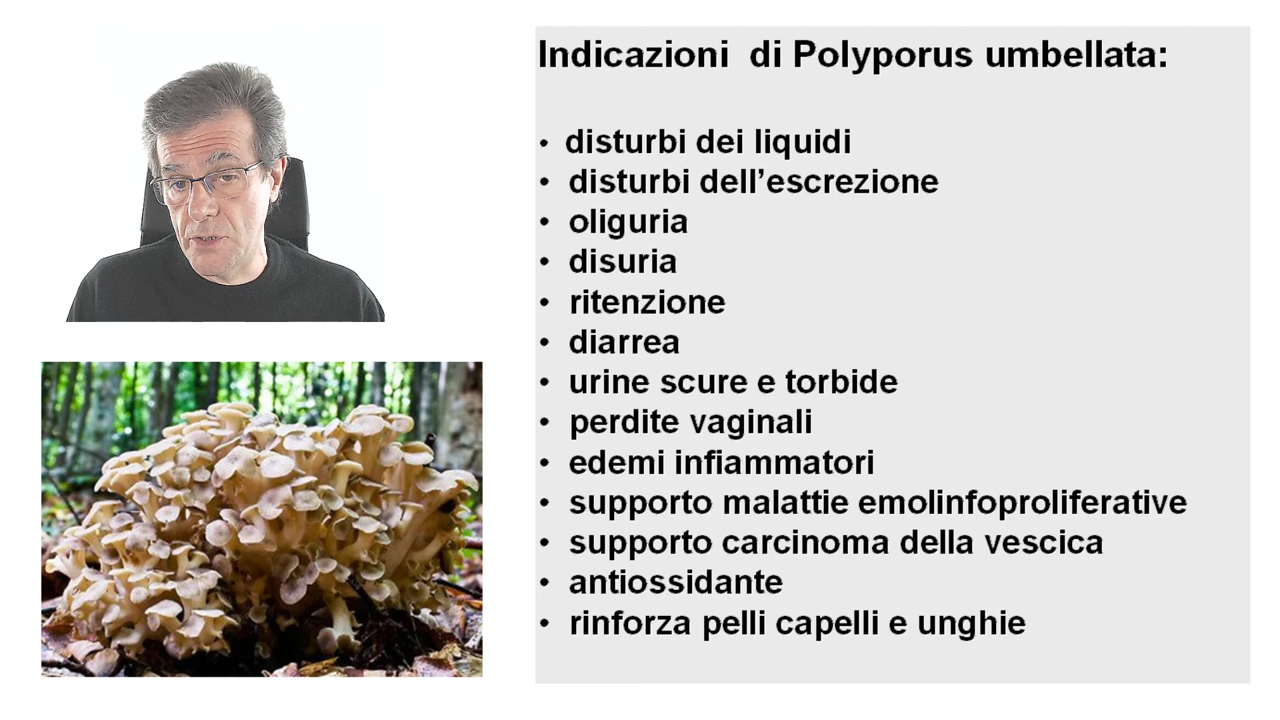 Indicazioni  di Polyporus umbellata:
• disturbi dei liquidi
• disturbi dell’escrezione
• oliguria
• disuria
• ritenzione
• diarrea
• urine scure e torbide
• perdite vaginali
• edemi infiammatori
• supporto malattie emolinfoproliferative
• supporto carcinoma della vescica
• antiossidante
• rinforza pelli capelli e unghie